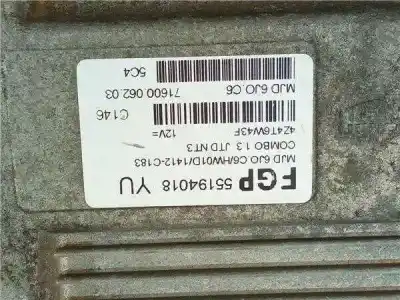 FGP 55194018 YU
MJD 6JO.C6/HW01D/1412-C183
COMBO 1.3 JTD NT3
4Z4T6W43F 12V=
C146
71600.062.03
MJD 6JO.C6 5C4